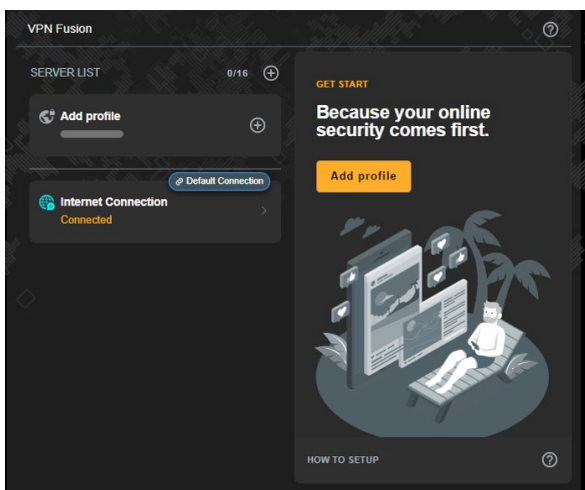 VPN Fusion
SERVER LIST
0/16
Add profile
Default Connection
Internet Connection
Connected
GET START
Because your online
security comes first.
Add profile
HOW TO SETUP